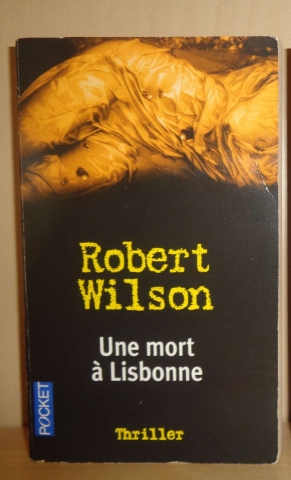 Robert
Wilson
Une mort
à Lisbonne
POCKET
Thriller